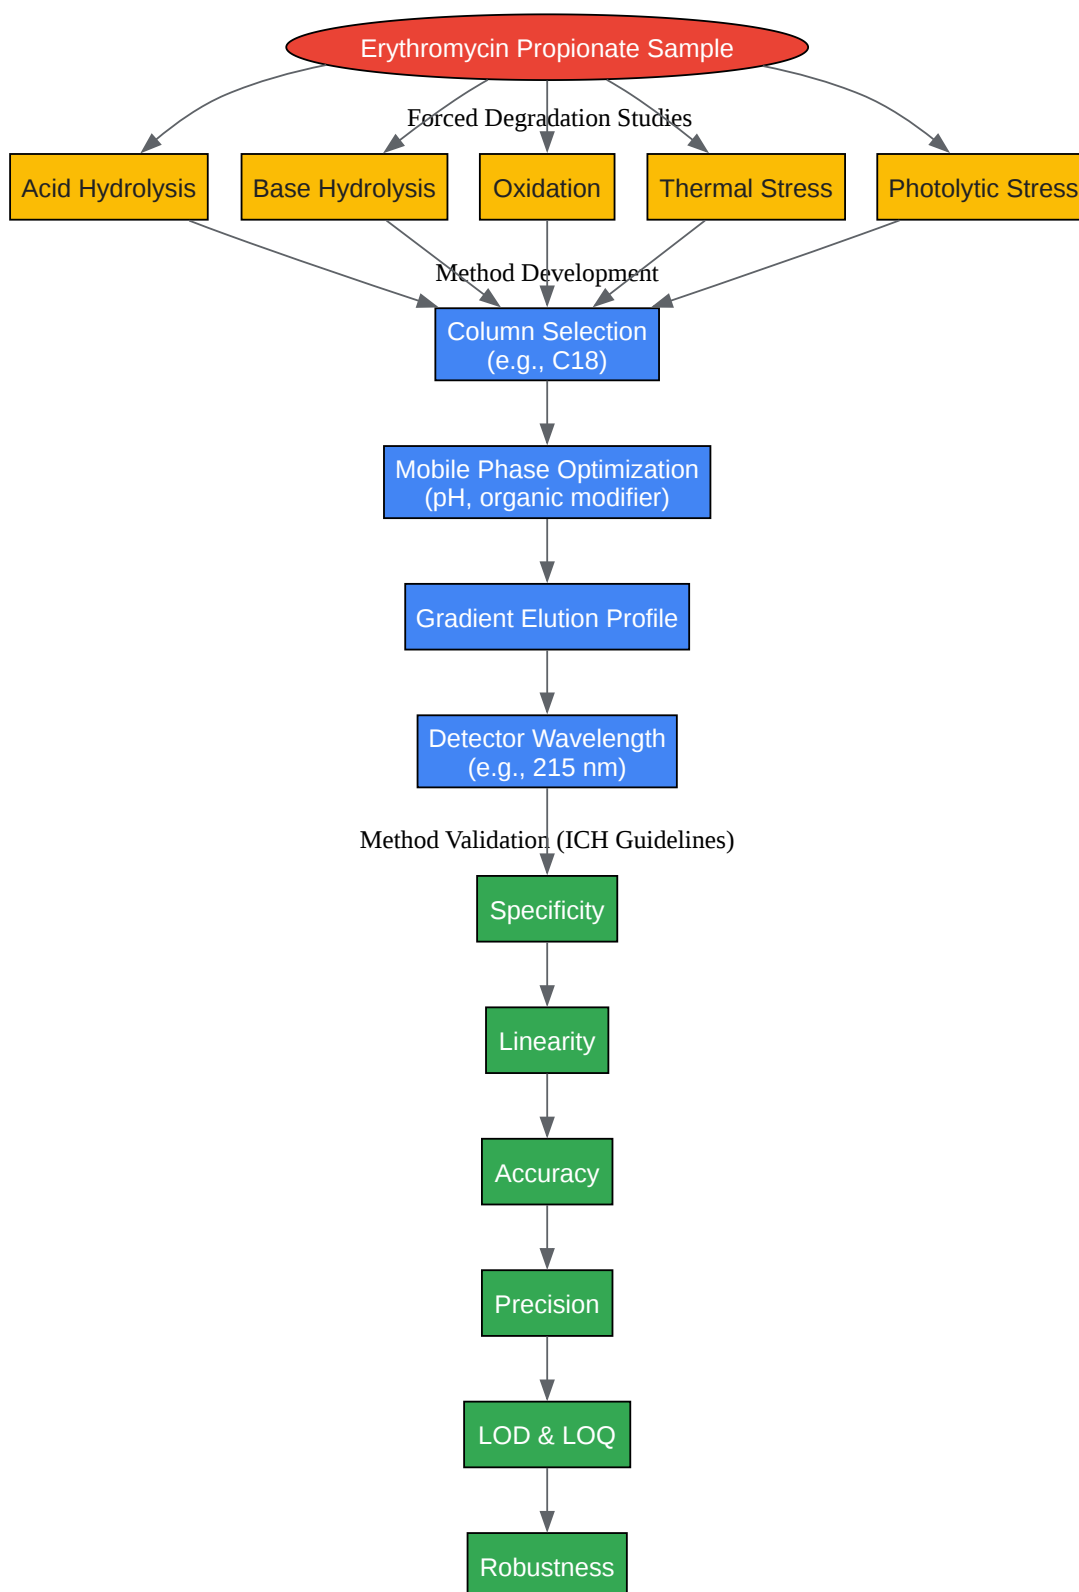 Erythromycin Propionate Sample
Forced Degradation Studies
Acid Hydrolysis
Base Hydrolysis
Oxidation
Thermal Stress
Photolytic Stress
Method Development
Column Selection
(e.g., C18)
Mobile Phase Optimization
(pH, organic modifier)
Gradient Elution Profile
Detector Wavelength
(e.g., 215 nm)
Method Validation (ICH Guidelines)
Specificity
Linearity
Accuracy
Precision
LOD & LOQ
Robustness